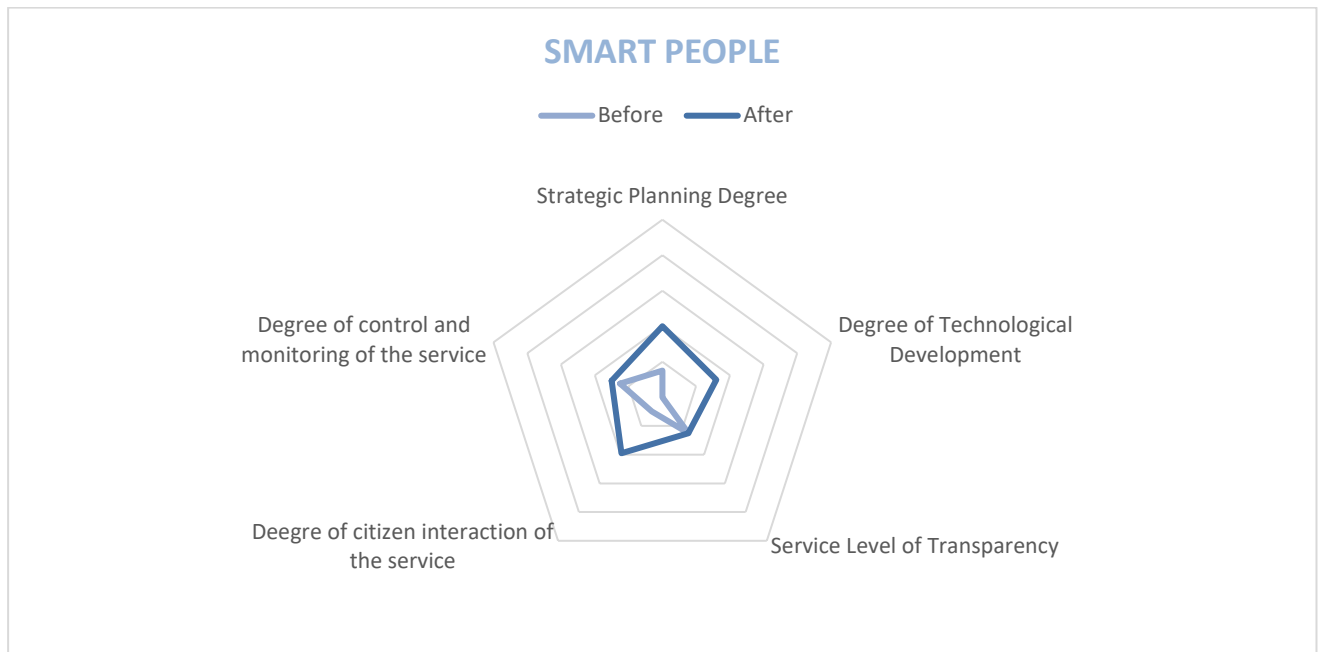 SMART PEOPLE
Before After
Strategic Planning Degree
Degree of control and
monitoring of the service
Degree of Technological
Development
Deegre of citizen interaction of
the service
Service Level of Transparency